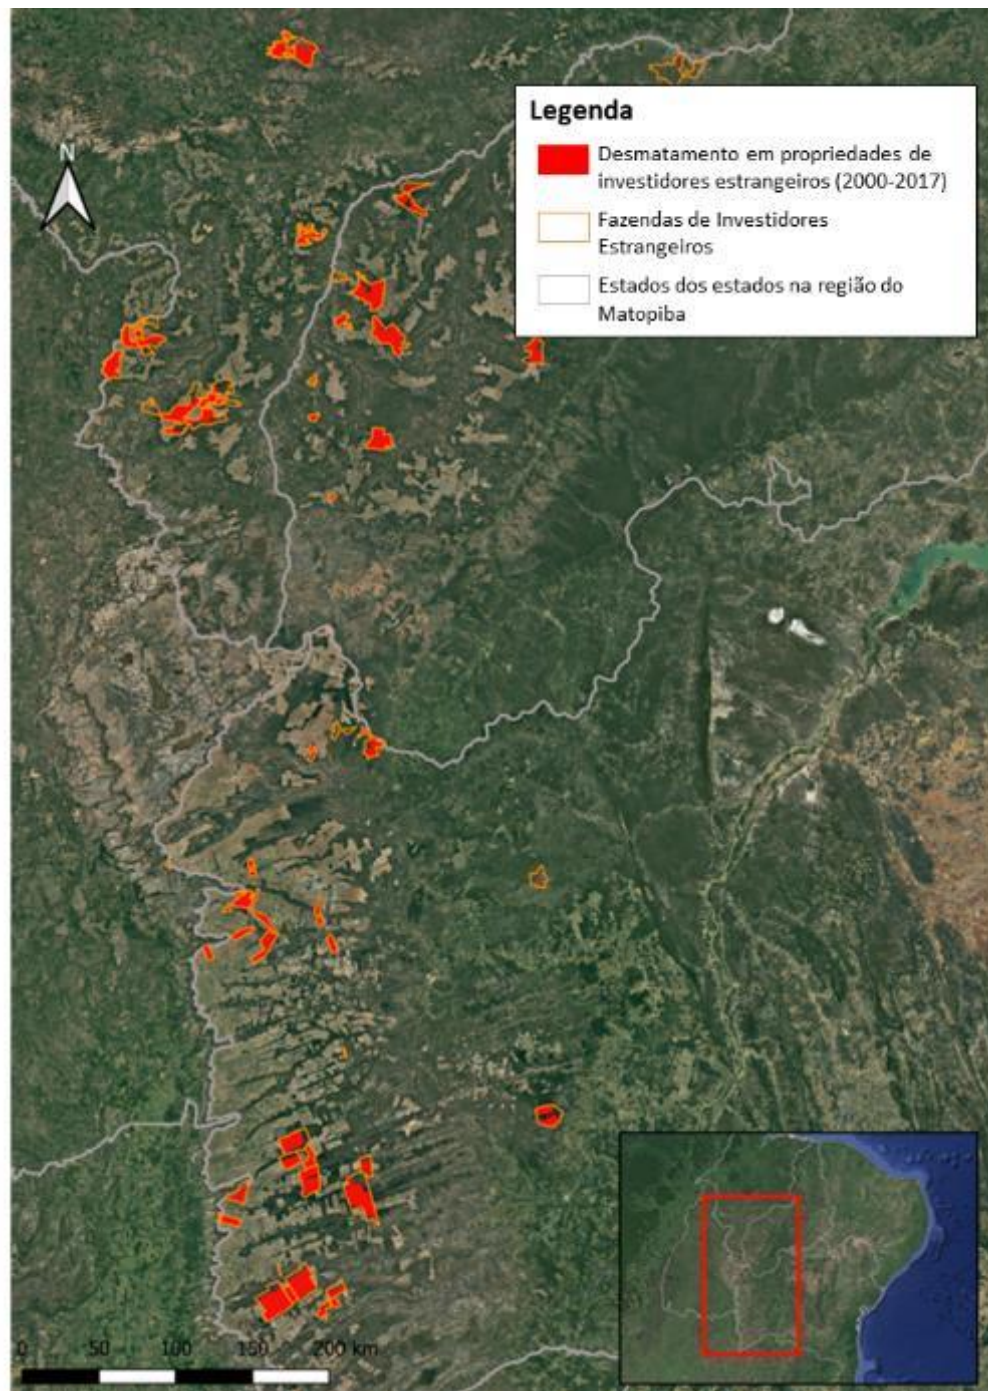 N
Legenda
Desmatamento em propriedades de
investidores estrangeiros (2000-2017)
Fazendas de Investidores
Estrangeiros
Estados dos estados na região do
Matopiba
0 50 100 150 200 km